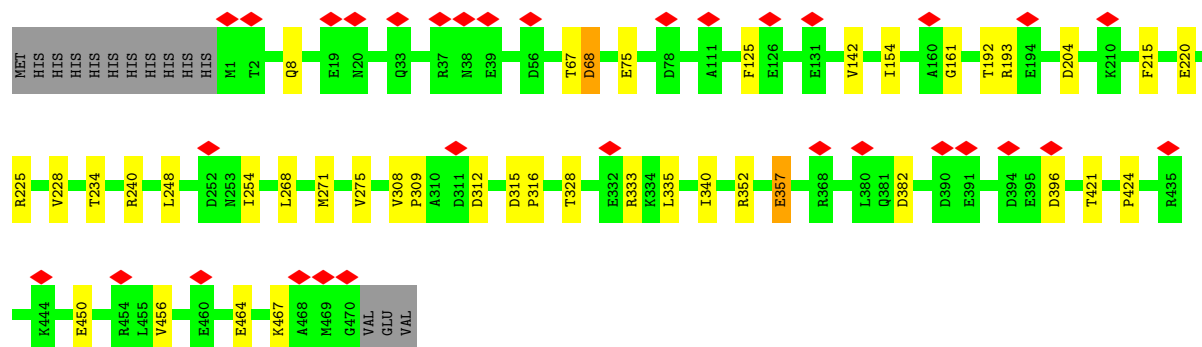 MET HIS HIS HIS HIS HIS HIS HIS HIS M1 T2 Q8 E19 N20 Q33 R37 N38 E39 D56 T67 D68 E75 D78 A111 F125 E126 E131 V142 I154 A160 G161 T192 R193 E194 D204 K210 F215 E220
R225 V228 T234 R240 L248 D252 N253 I254 L268 M271 V275 V308 P309 A310 D311 D312 D315 P316 T328 E332 R333 K334 L335 I340 R352 E357 R368 L380 Q381 D382 D390 E391 D394 E395 D396 T421 P424 R435
K444 E450 R454 L455 V456 E460 E464 K467 A468 M469 G470 VAL GLU VAL